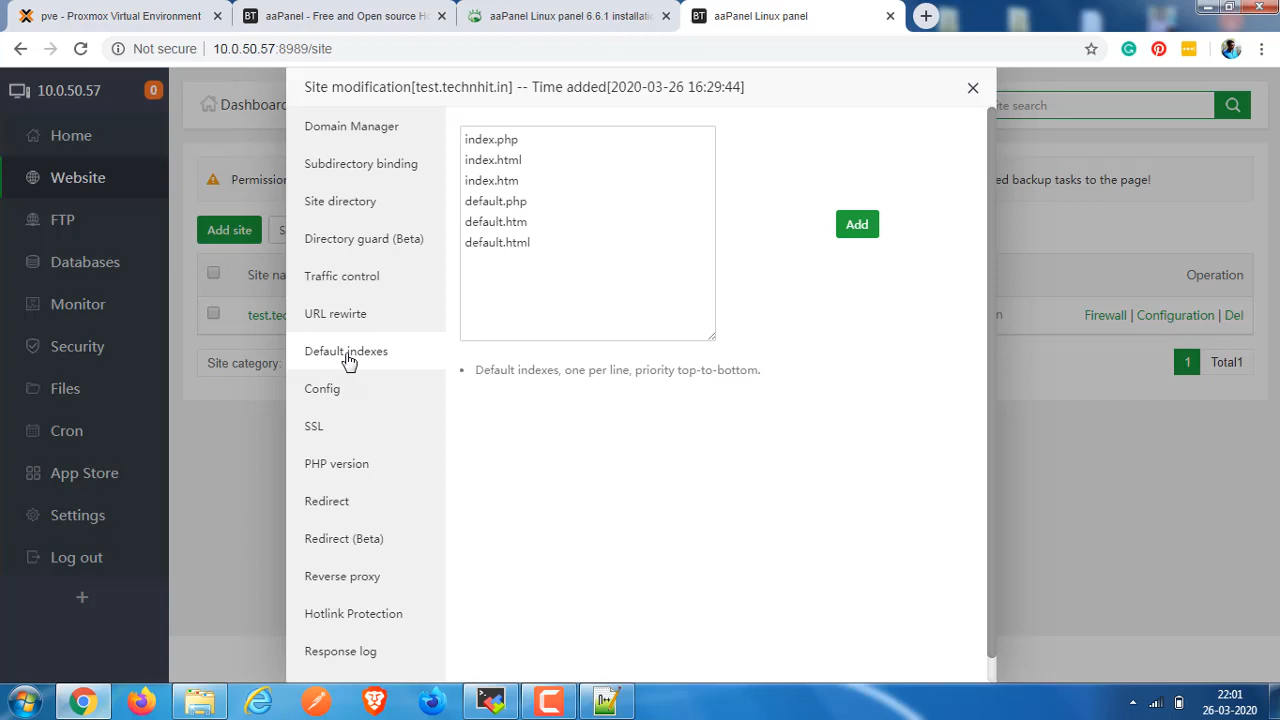 pve - Proxmox Virtual Environment
aaPanel - Free and Open source H
aaPanel Linux Panel 6.6.1 installatio
BT aaPanel Linux panel
Not secure 10.0.50.57:8989/site
10.0.50.57 0
Home
Website
FTP
Databases
Monitor
Security
Files
Cron
App Store
Settings
Log out
Dashboard
ite search
Permission
ed backup tasks to the page!
Add site
Site na
Operation
test.tec
Firewall | Configuration | Del
Site category:
1 Total1
Site modification[test.technhit.in] -- Time added[2020-03-26 16:29:44]
Domain Manager
Subdirectory binding
Site directory
Directory guard (Beta)
Traffic control
URL rewirte
Default indexes
Config
SSL
PHP version
Redirect
Redirect (Beta)
Reverse proxy
Hotlink Protection
Response log
index.php
index.html
index.htm
default.php
default.htm
default.html
Add
Default indexes, one per line, priority top-to-bottom.
22:01
26-03-2020